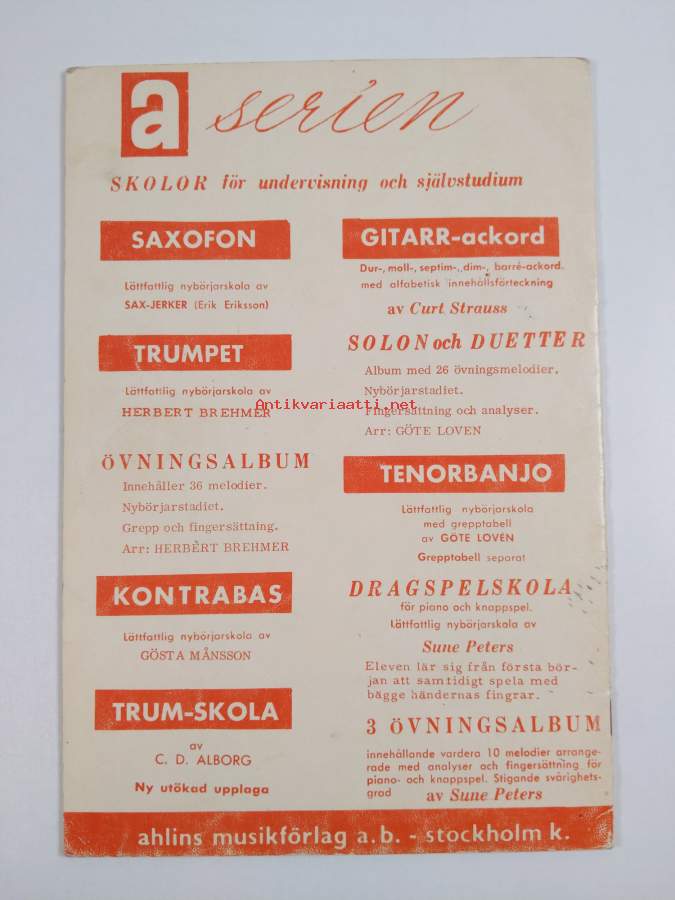 a serien
SKOLOR för undervisning och självstudium
SAXOFON
Lättfattlig nybörjarskola av
SAX-JERKER (Erik Eriksson)
TRUMPET
Lättfattlig nybörjarskola av
HERBERT BREHMER
ÖVNINGSALBUM
Innehåller 36 melodier.
Nybörjarstadiet.
Grepp och fingersättning.
Arr: HERBERT BREHMER
KONTRABAS
Lättfattlig nybörjarskola av
GÖSTA MÅNSSON
TRUM-SKOLA
av
C. D. ALBORG
Ny utökad upplaga
GITARR-ackord
Dur-, moll-, septim-, dim-, barré-ackord.
med alfabetisk innehållsförteckning
av Curt Strauss
SOLON och DUETTER
Album med 26 övningsmelodier.
Nybörjarstadiet.
Fingersättning och analyser.
Arr: GÖTE LOVEN
TENORBANJO
Lättfattlig nybörjarskola
med grepptabell
av GÖTE LOVÉN
Grepptabell separat
DRAGSPELSKOLA
för piano och knappspel.
Lättfattlig nybörjarskola av
Sune Peters
Eleven lär sig från första bör-
jan att samtidigt spela med
bägge händernas fingrar.
3 ÖVNINGSALBUM
innehållande vardera 10 melodier arrange-
rade med analyser och fingersättning för
piano- och knappspel. Stigande svårighets-
grad av Sune Peters
ahlins musikförlag a.b. - stockholm k.
Antikvariaatti.net